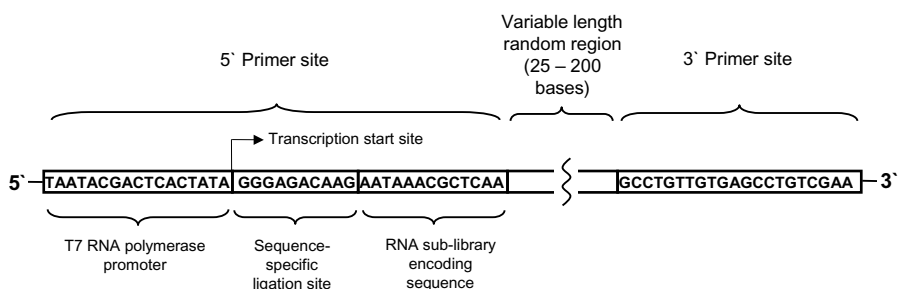 Variable length
random region
(25 – 200
bases)
5` Primer site
3` Primer site
Transcription start site
5` TAATACGACTCACTATA GGGAGACAAG AATAAACGCTCAA GCCTGTTGTGAGCCTGTCGAA 3`
T7 RNA polymerase
promoter
Sequence-
specific
ligation site
RNA sub-library
encoding
sequence